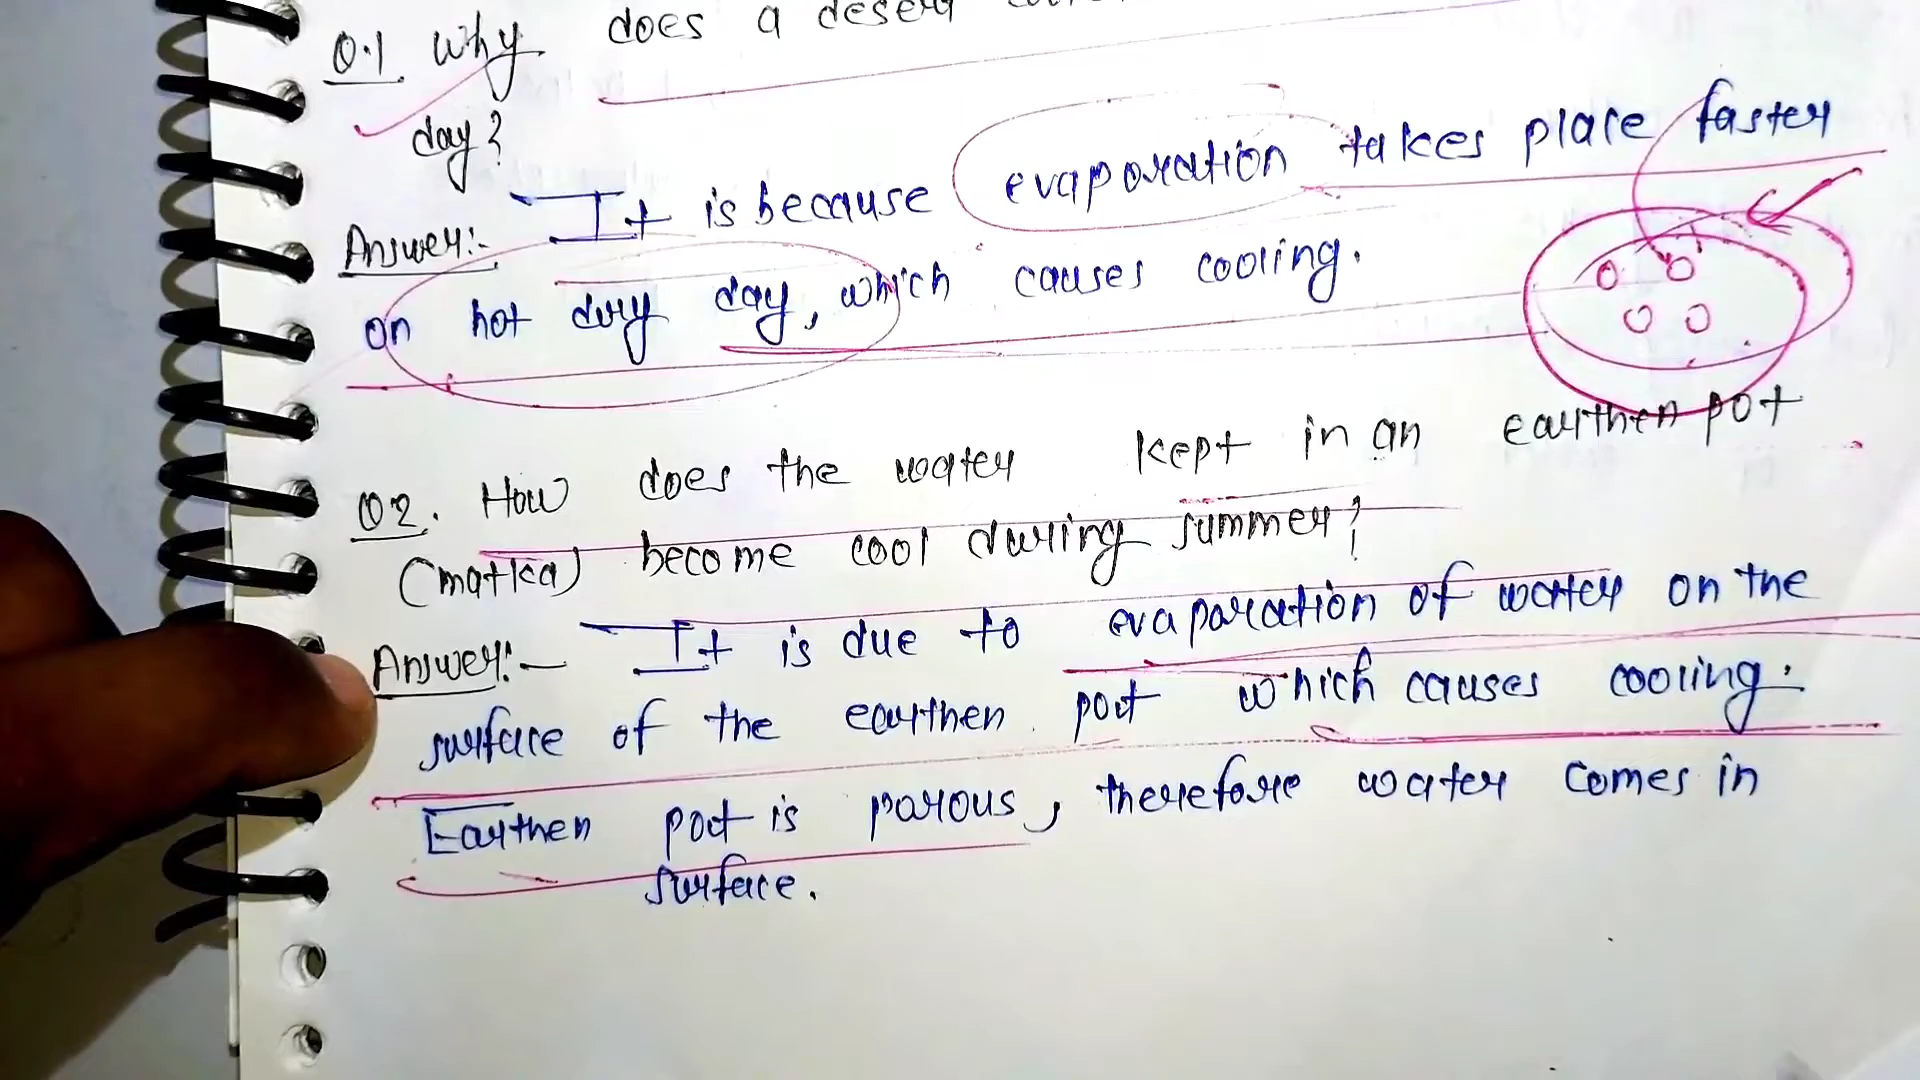 Q.1 Why does a desert
day?
Answer:- It is because evaporation takes place faster
on hot dry day, which causes cooling.
Q2. How does the water kept in an earthen pot
(matka) become cool during summer?
Answer:- It is due to evaporation of water on the
surface of the earthen pot which causes cooling.
Earthen pot is porous, therefore water comes in
surface.